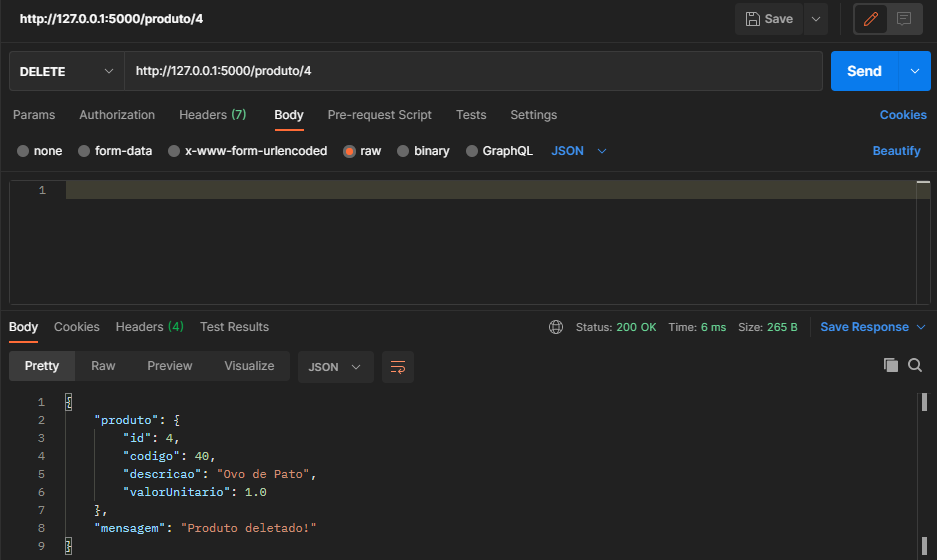 http://127.0.0.1:5000/produto/4
Save
DELETE
http://127.0.0.1:5000/produto/4
Send
Params Authorization Headers (7) Body Pre-request Script Tests Settings Cookies
none form-data x-www-form-urlencoded raw binary GraphQL JSON Beautify
1
Body Cookies Headers (4) Test Results Status: 200 OK Time: 6 ms Size: 265 B Save Response
Pretty Raw Preview Visualize JSON
1 {
2 "produto": {
3 "id": 4,
4 "codigo": 40,
5 "descricao": "Ovo de Pato",
6 "valorUnitario": 1.0
7 },
8 "mensagem": "Produto deletado!"
9 }